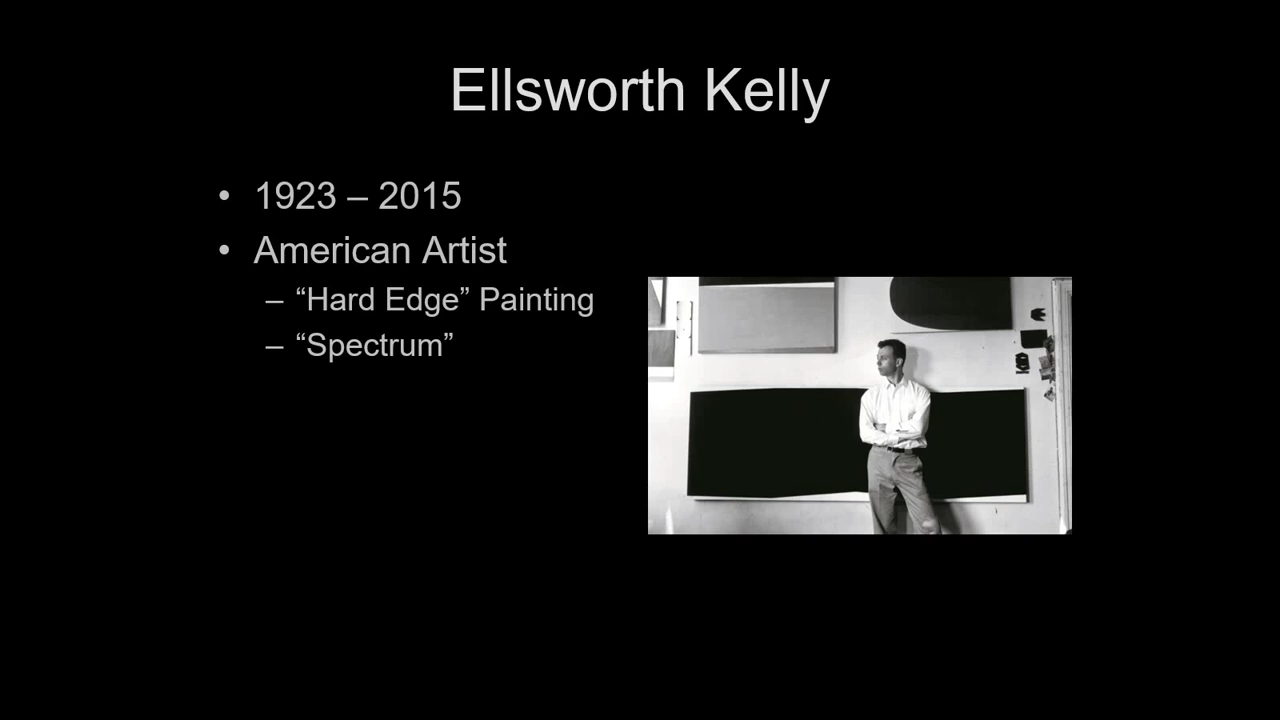 Ellsworth Kelly
• 1923 – 2015
• American Artist
– “Hard Edge” Painting
– “Spectrum”